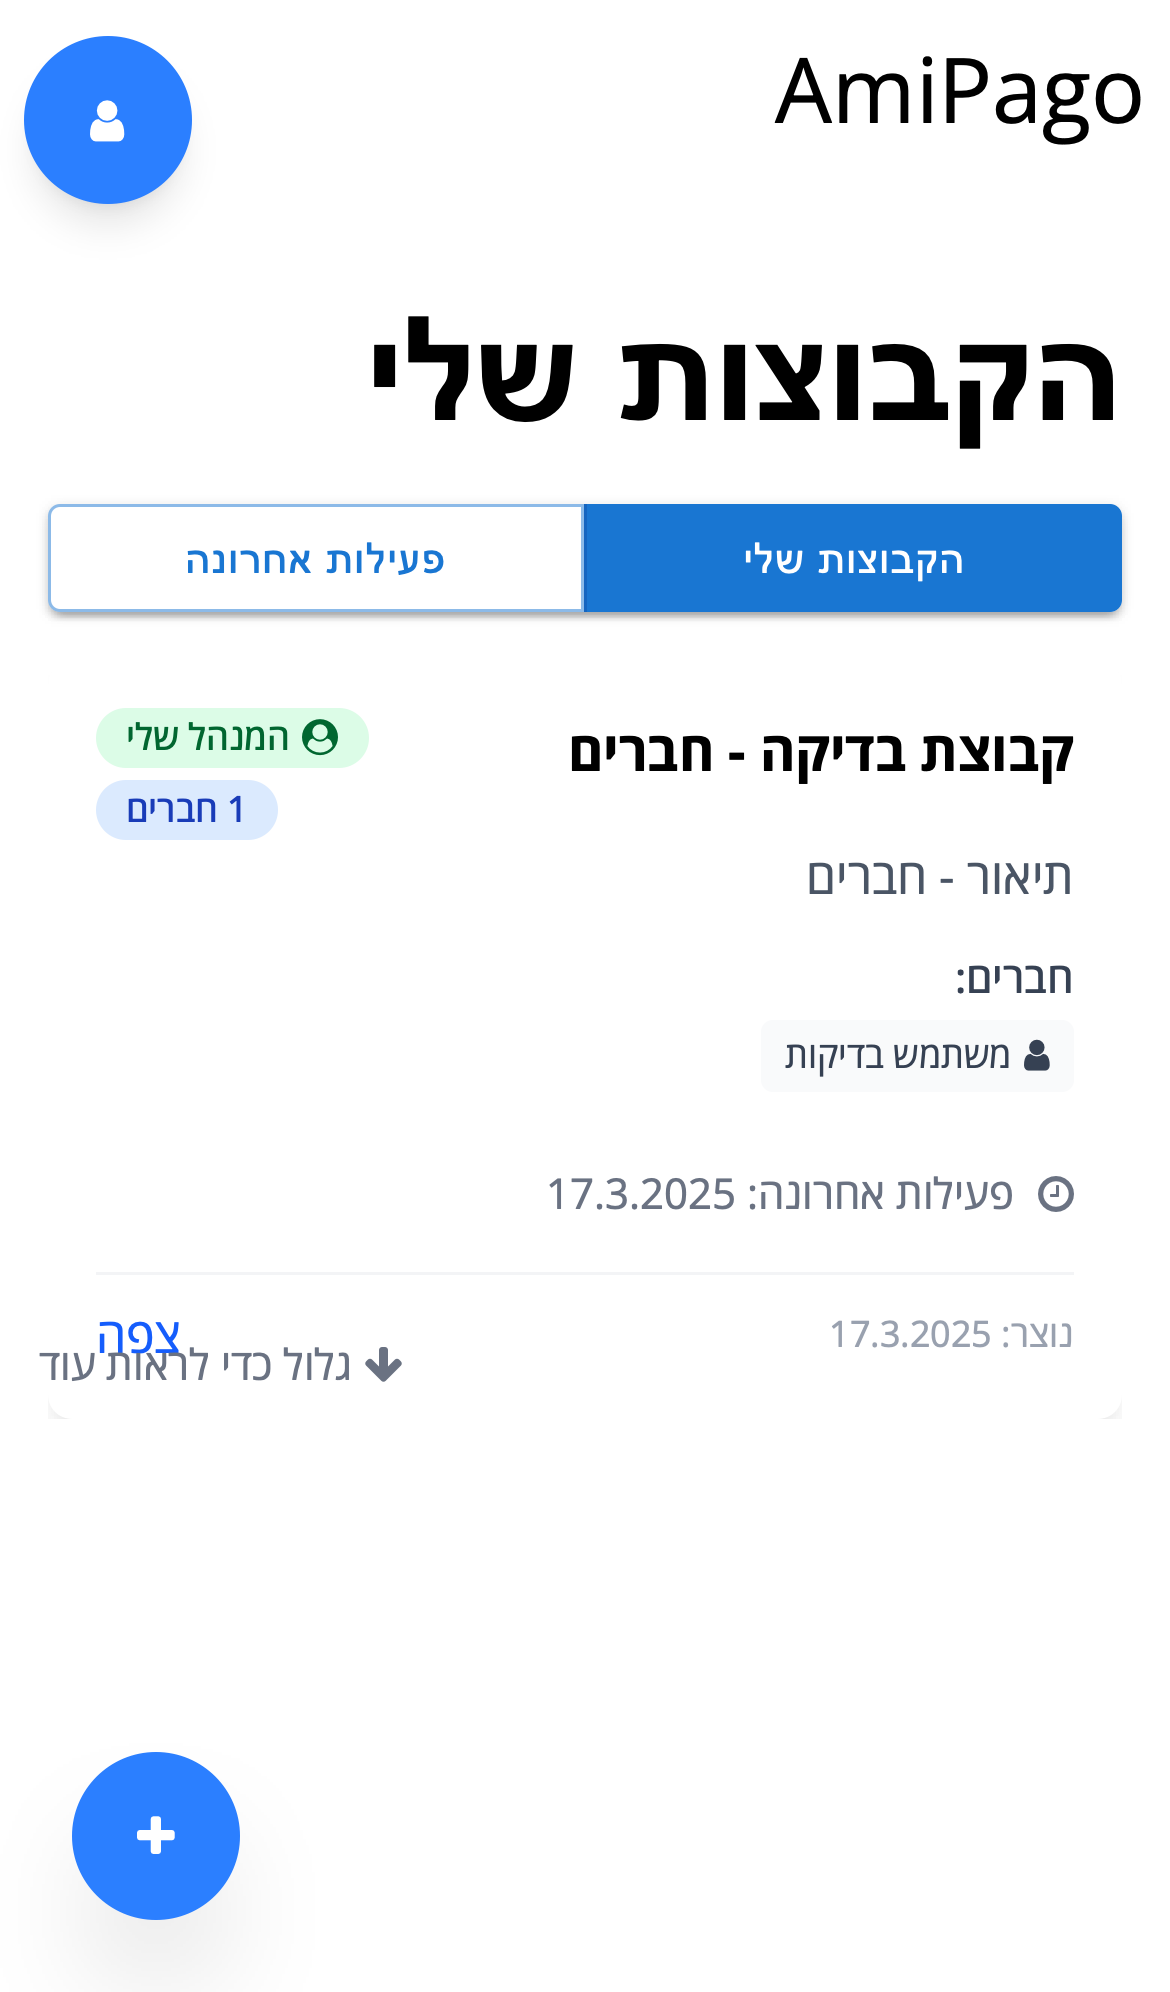 AmiPago
הקבוצות שלי
הקבוצות שלי
פעילות אחרונה
קבוצת בדיקה - חברים
המנהל שלי
1 חברים
תיאור - חברים
חברים:
משתמש בדיקות
פעילות אחרונה: 17.3.2025
נוצר: 17.3.2025
צפה
גלול כדי לראות עוד